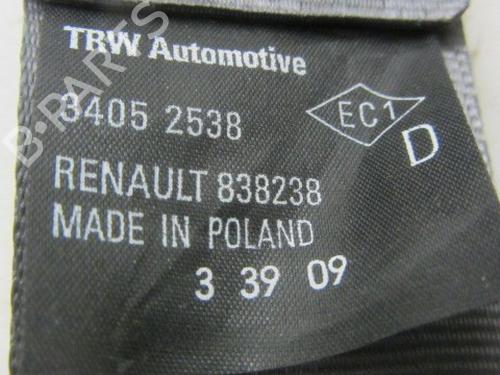 TRW Automotive
3405 2538
EC1
D
RENAULT 838238
MADE IN POLAND
3 39 09
B-PARTS